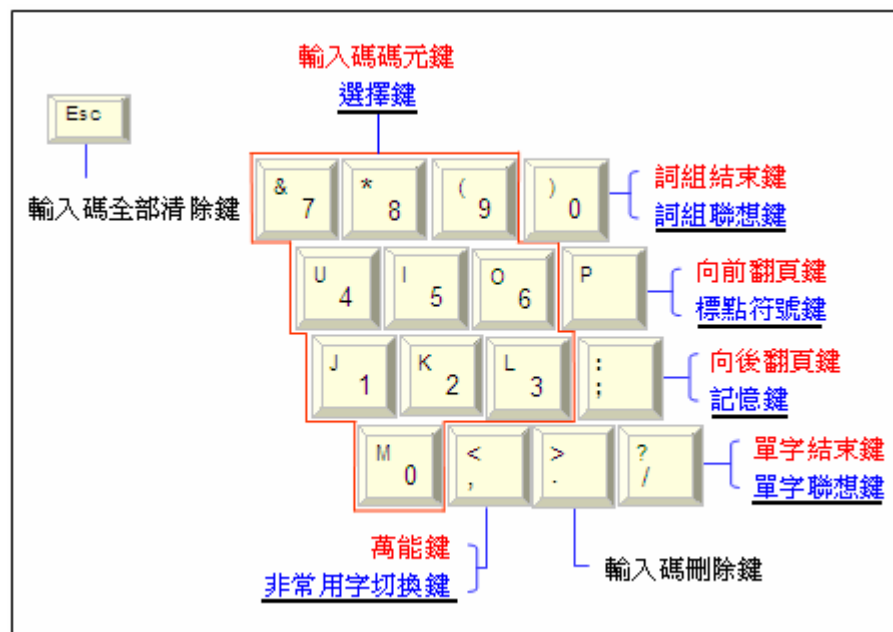 輸入碼碼元鍵
選擇鍵
Esc
輸入碼全部清除鍵
& 7
* 8
( 9
) 0
詞組結束鍵
詞組聯想鍵
U 4
I 5
O 6
P
向前翻頁鍵
標點符號鍵
J 1
K 2
L 3
: ;
向後翻頁鍵
記憶鍵
M 0
< ,
> .
? /
單字結束鍵
單字聯想鍵
萬能鍵
非常用字切換鍵
輸入碼刪除鍵